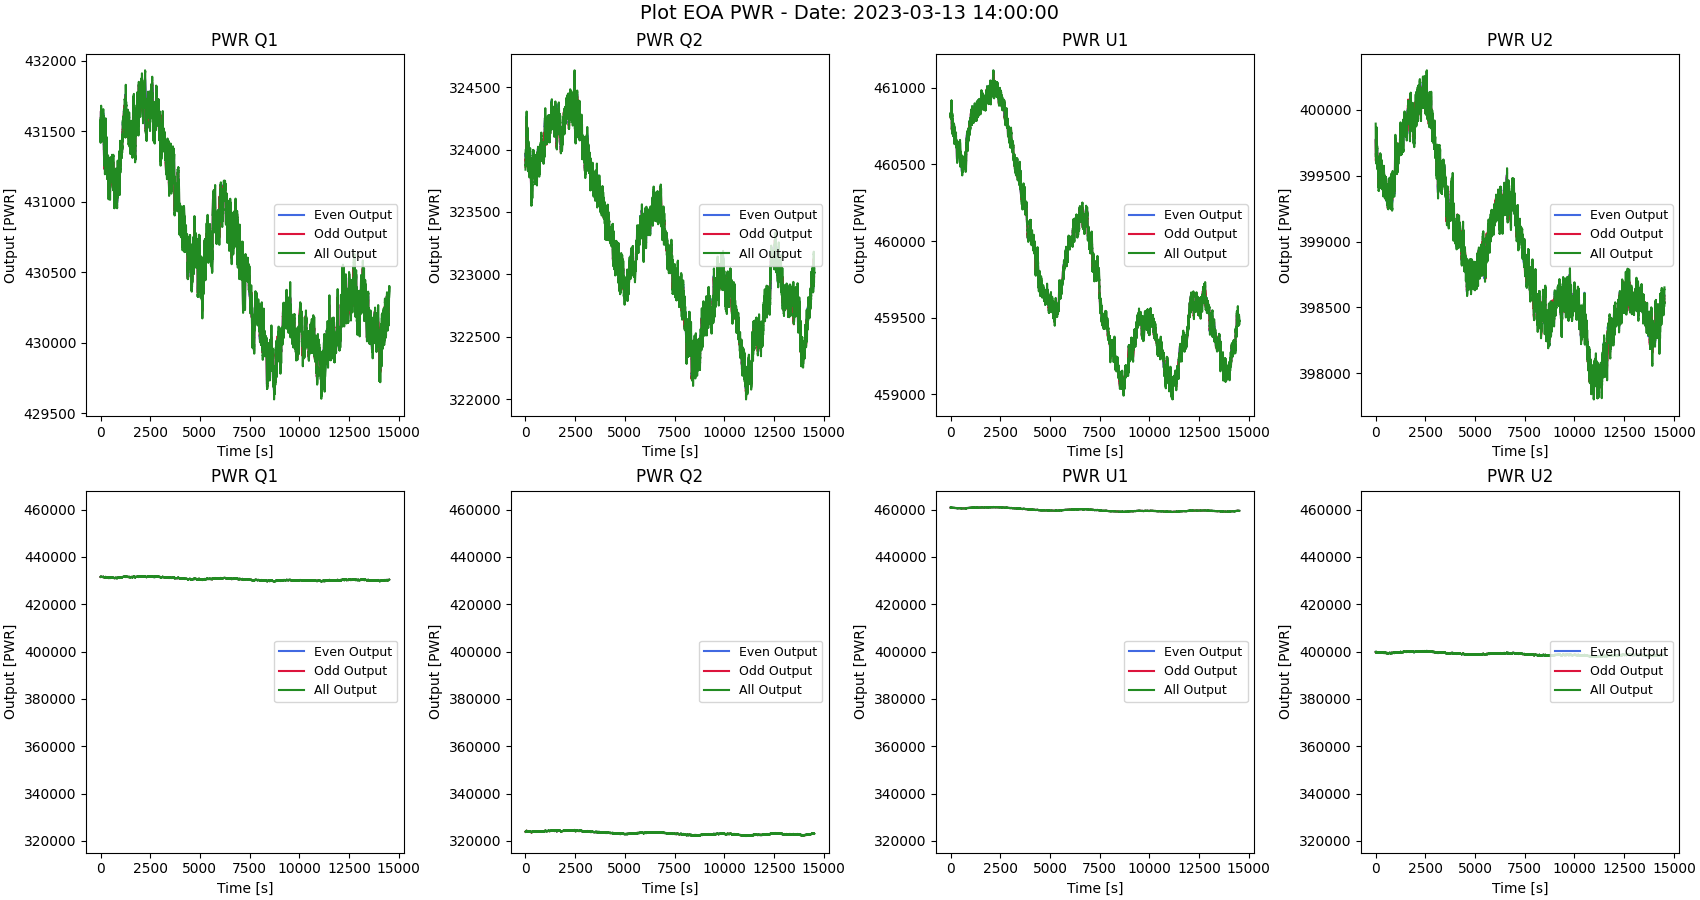 Plot EOA PWR - Date: 2023-03-13 14:00:00
PWR Q1
Output [PWR]
432000
431500
431000
430500
430000
429500
0 2500 5000 7500 10000 12500 15000
Time [s]
Even Output
Odd Output
All Output
PWR Q2
Output [PWR]
324500
324000
323500
323000
322500
322000
0 2500 5000 7500 10000 12500 15000
Time [s]
Even Output
Odd Output
All Output
PWR U1
Output [PWR]
461000
460500
460000
459500
459000
0 2500 5000 7500 10000 12500 15000
Time [s]
Even Output
Odd Output
All Output
PWR U2
Output [PWR]
400000
399500
399000
398500
398000
0 2500 5000 7500 10000 12500 15000
Time [s]
Even Output
Odd Output
All Output
PWR Q1
Output [PWR]
460000
440000
420000
400000
380000
360000
340000
320000
0 2500 5000 7500 10000 12500 15000
Time [s]
Even Output
Odd Output
All Output
PWR Q2
Output [PWR]
460000
440000
420000
400000
380000
360000
340000
320000
0 2500 5000 7500 10000 12500 15000
Time [s]
Even Output
Odd Output
All Output
PWR U1
Output [PWR]
460000
440000
420000
400000
380000
360000
340000
320000
0 2500 5000 7500 10000 12500 15000
Time [s]
Even Output
Odd Output
All Output
PWR U2
Output [PWR]
460000
440000
420000
400000
380000
360000
340000
320000
0 2500 5000 7500 10000 12500 15000
Time [s]
Even Output
Odd Output
All Output